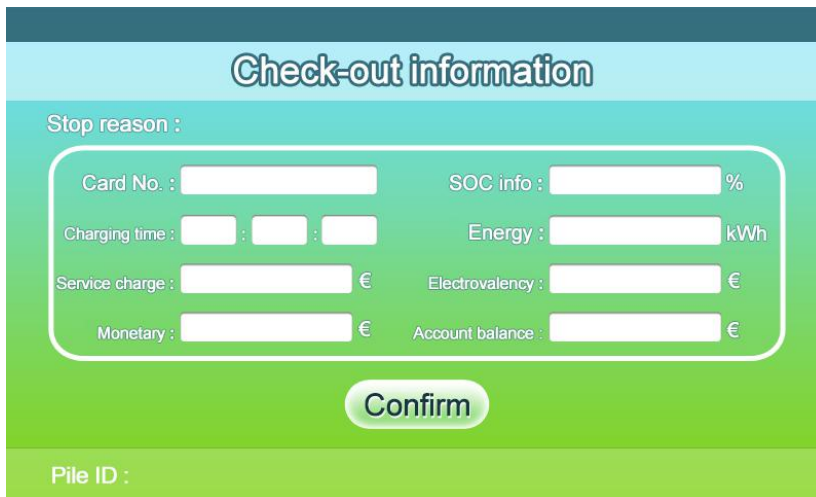 Check-out information
Stop reason :
Card No. : SOC info : %
Charging time : : : Energy : kWh
Service charge : € Electrovalency : €
Monetary : € Account balance : €
Confirm
Pile ID :